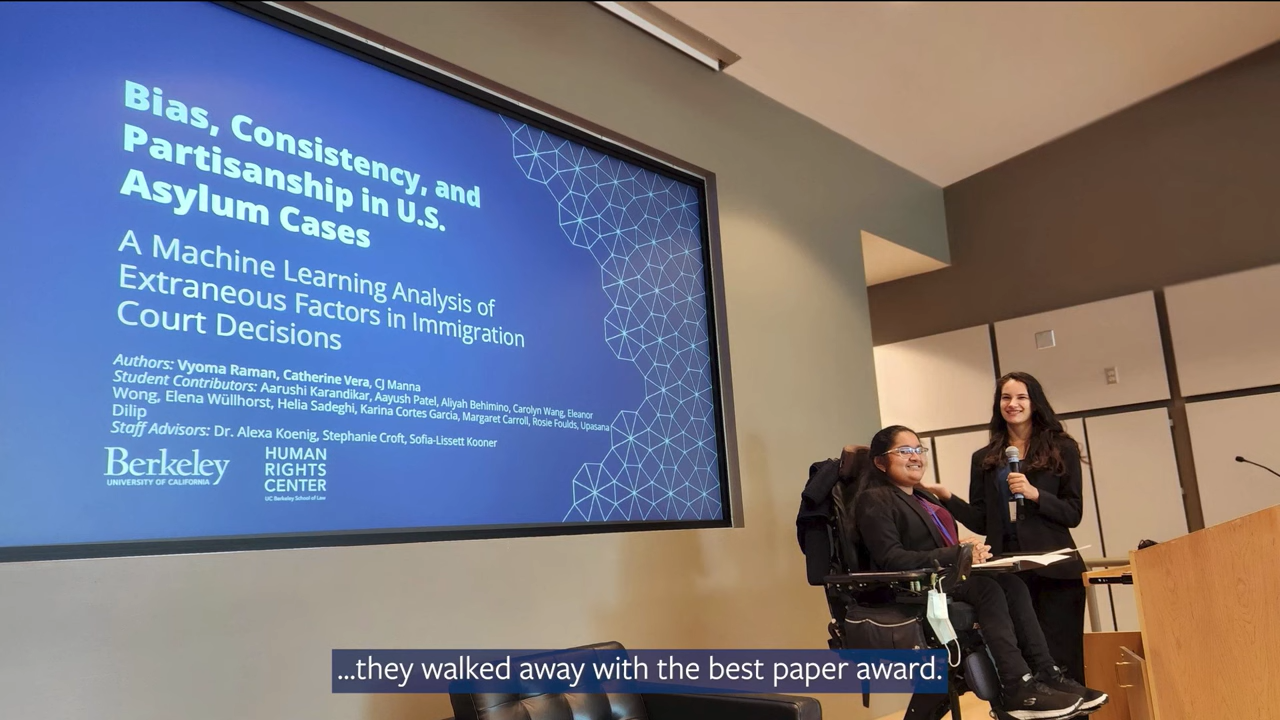 Bias, Consistency, and
Partisanship in U.S.
Asylum Cases
A Machine Learning Analysis of
Extraneous Factors in Immigration
Court Decisions
Authors: Vyoma Raman, Catherine Vera, CJ Manna
Student Contributors: Aarushi Karandikar, Aayush Patel, Aliyah Behimino, Carolyn Wang, Eleanor
Wong, Elena Wüllhorst, Helia Sadeghi, Karina Cortes Garcia, Margaret Carroll, Rosie Foulds, Upasana
Dilip
Staff Advisors: Dr. Alexa Koenig, Stephanie Croft, Sofia-Lissett Kooner
Berkeley
UNIVERSITY OF CALIFORNIA
HUMAN
RIGHTS
CENTER
UC Berkeley School of Law
...they walked away with the best paper award.